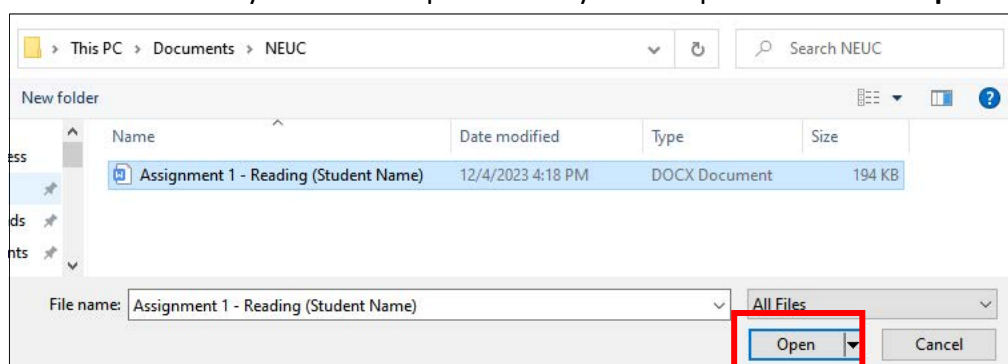 This PC > Documents > NEUC
Search NEUC
New folder
Name Date modified Type Size
ess
Assignment 1 - Reading (Student Name) 12/4/2023 4:18 PM DOCX Document 194 KB
ds
nts
File name: Assignment 1 - Reading (Student Name) All Files
Open Cancel